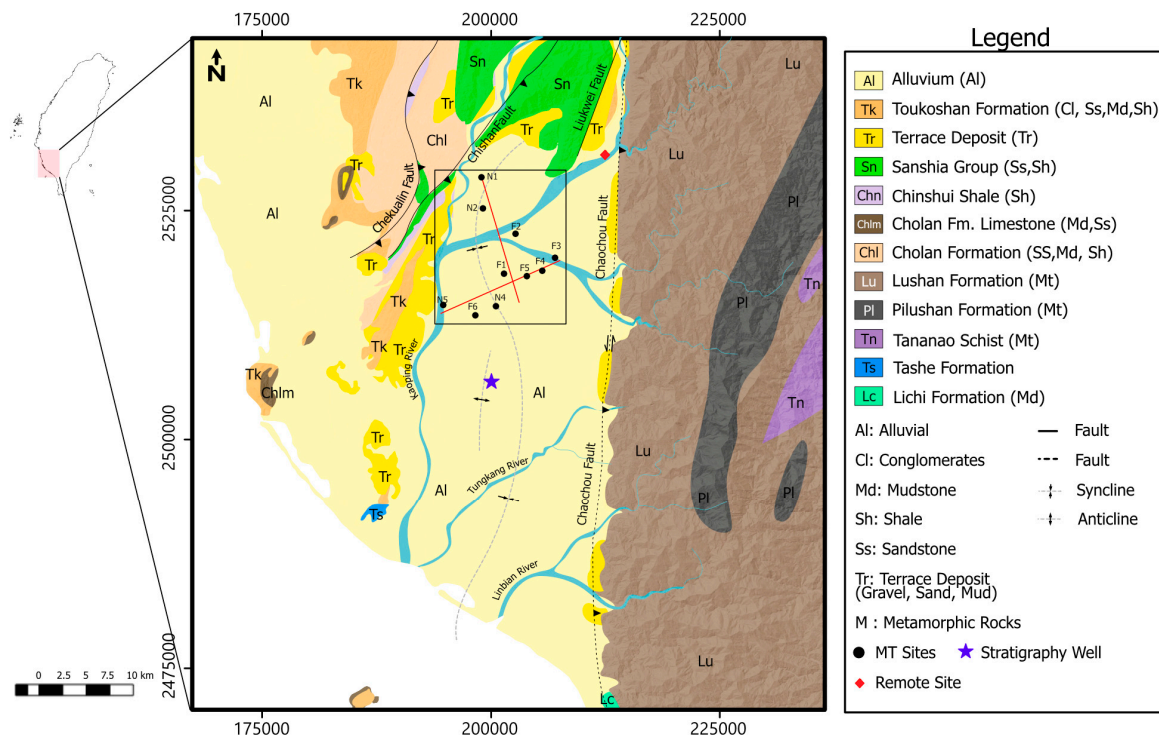 175000
200000
225000
N
Al
Tk
Sn
Lu
Tr
Sn
Liukwei Fault
Pl
Chl
Tr
Tr
Lu
ChishanFault
Tr
N1
Al
Chekualin Fault
N2
2525000
F2
Chaochou Fault
Tr
F3
Tr
F4
F1
F5
Pl
Tn
Tk
N5
N4
F6
Tk
Tr
Kaoping River
Tk
Chlm
Al
Tn
2500000
Tr
Lu
Tungkang River
Chaochou Fault
Tr
Al
Pl
Pl
Ts
Linbian River
2475000
Lu
Lc
0 2.5 5 7.5 10 km
175000
200000
225000
Legend
Al Alluvium (Al)
Tk Toukoshan Formation (Cl, Ss,Md,Sh)
Tr Terrace Deposit (Tr)
Sn Sanshia Group (Ss,Sh)
Chn Chinshui Shale (Sh)
Chlm Cholan Fm. Limestone (Md,Ss)
Chl Cholan Formation (SS,Md, Sh)
Lu Lushan Formation (Mt)
Pl Pilushan Formation (Mt)
Tn Tananao Schist (Mt)
Ts Tashe Formation
Lc Lichi Formation (Md)
Al: Alluvial
Fault
Cl: Conglomerates
Fault
Md: Mudstone
Syncline
Sh: Shale
Anticline
Ss: Sandstone
Tr: Terrace Deposit
(Gravel, Sand, Mud)
M : Metamorphic Rocks
MT Sites
Stratigraphy Well
Remote Site